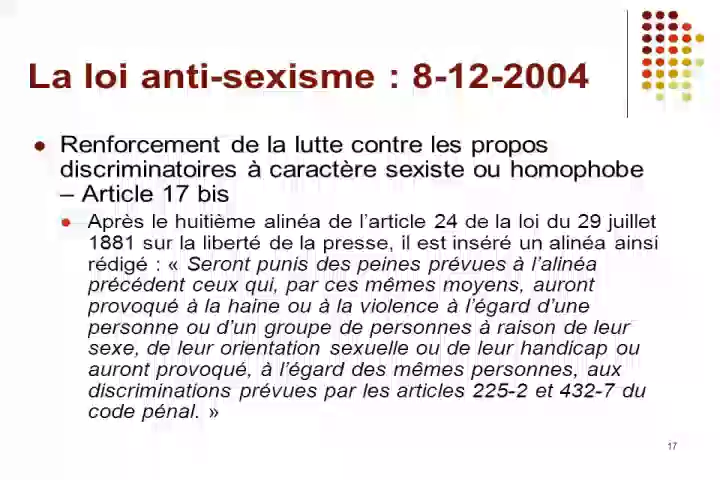 La loi anti-sexisme : 8-12-2004
Renforcement de la lutte contre les propos
discriminatoires à caractère sexiste ou homophobe
– Article 17 bis
Après le huitième alinéa de l'article 24 de la loi du 29 juillet
1881 sur la liberté de la presse, il est inséré un alinéa ainsi
rédigé : « Seront punis des peines prévues à l'alinéa
précédent ceux qui, par ces mêmes moyens, auront
provoqué à la haine ou à la violence à l'égard d'une
personne ou d'un groupe de personnes à raison de leur
sexe, de leur orientation sexuelle ou de leur handicap ou
auront provoqué, à l'égard des mêmes personnes, aux
discriminations prévues par les articles 225-2 et 432-7 du
code pénal. »
17